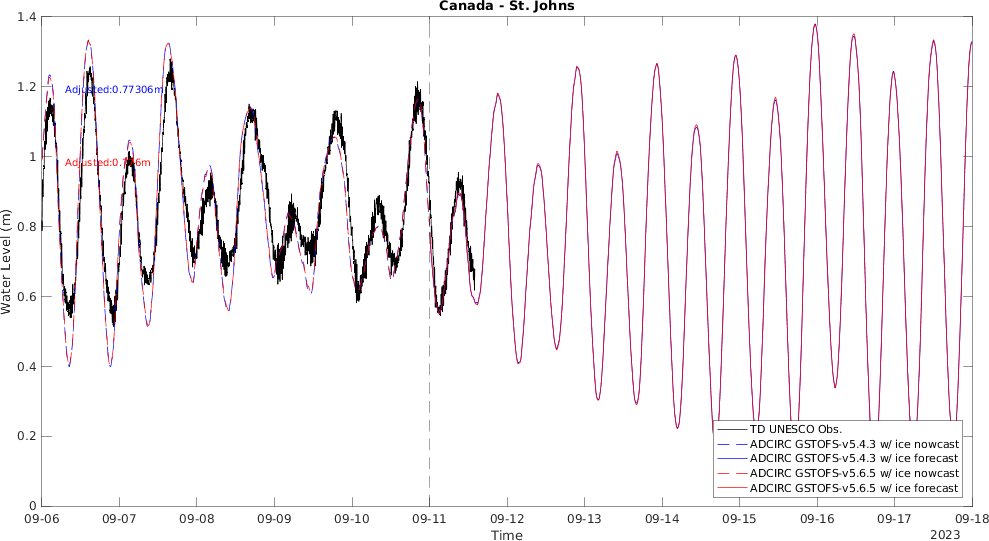 Canada - St. Johns
1.4
1.2
1
0.8
0.6
0.4
0.2
0
Water Level (m)
Adjusted:0.77306m
TD UNESCO Obs.
ADCIRC GSTOFS-v5.4.3 w/ ice nowcast
ADCIRC GSTOFS-v5.4.3 w/ ice forecast
ADCIRC GSTOFS-v5.6.5 w/ ice nowcast
ADCIRC GSTOFS-v5.6.5 w/ ice forecast
09-06 09-07 09-08 09-09 09-10 09-11 09-12 09-13 09-14 09-15 09-16 09-17 09-18
Time
2023